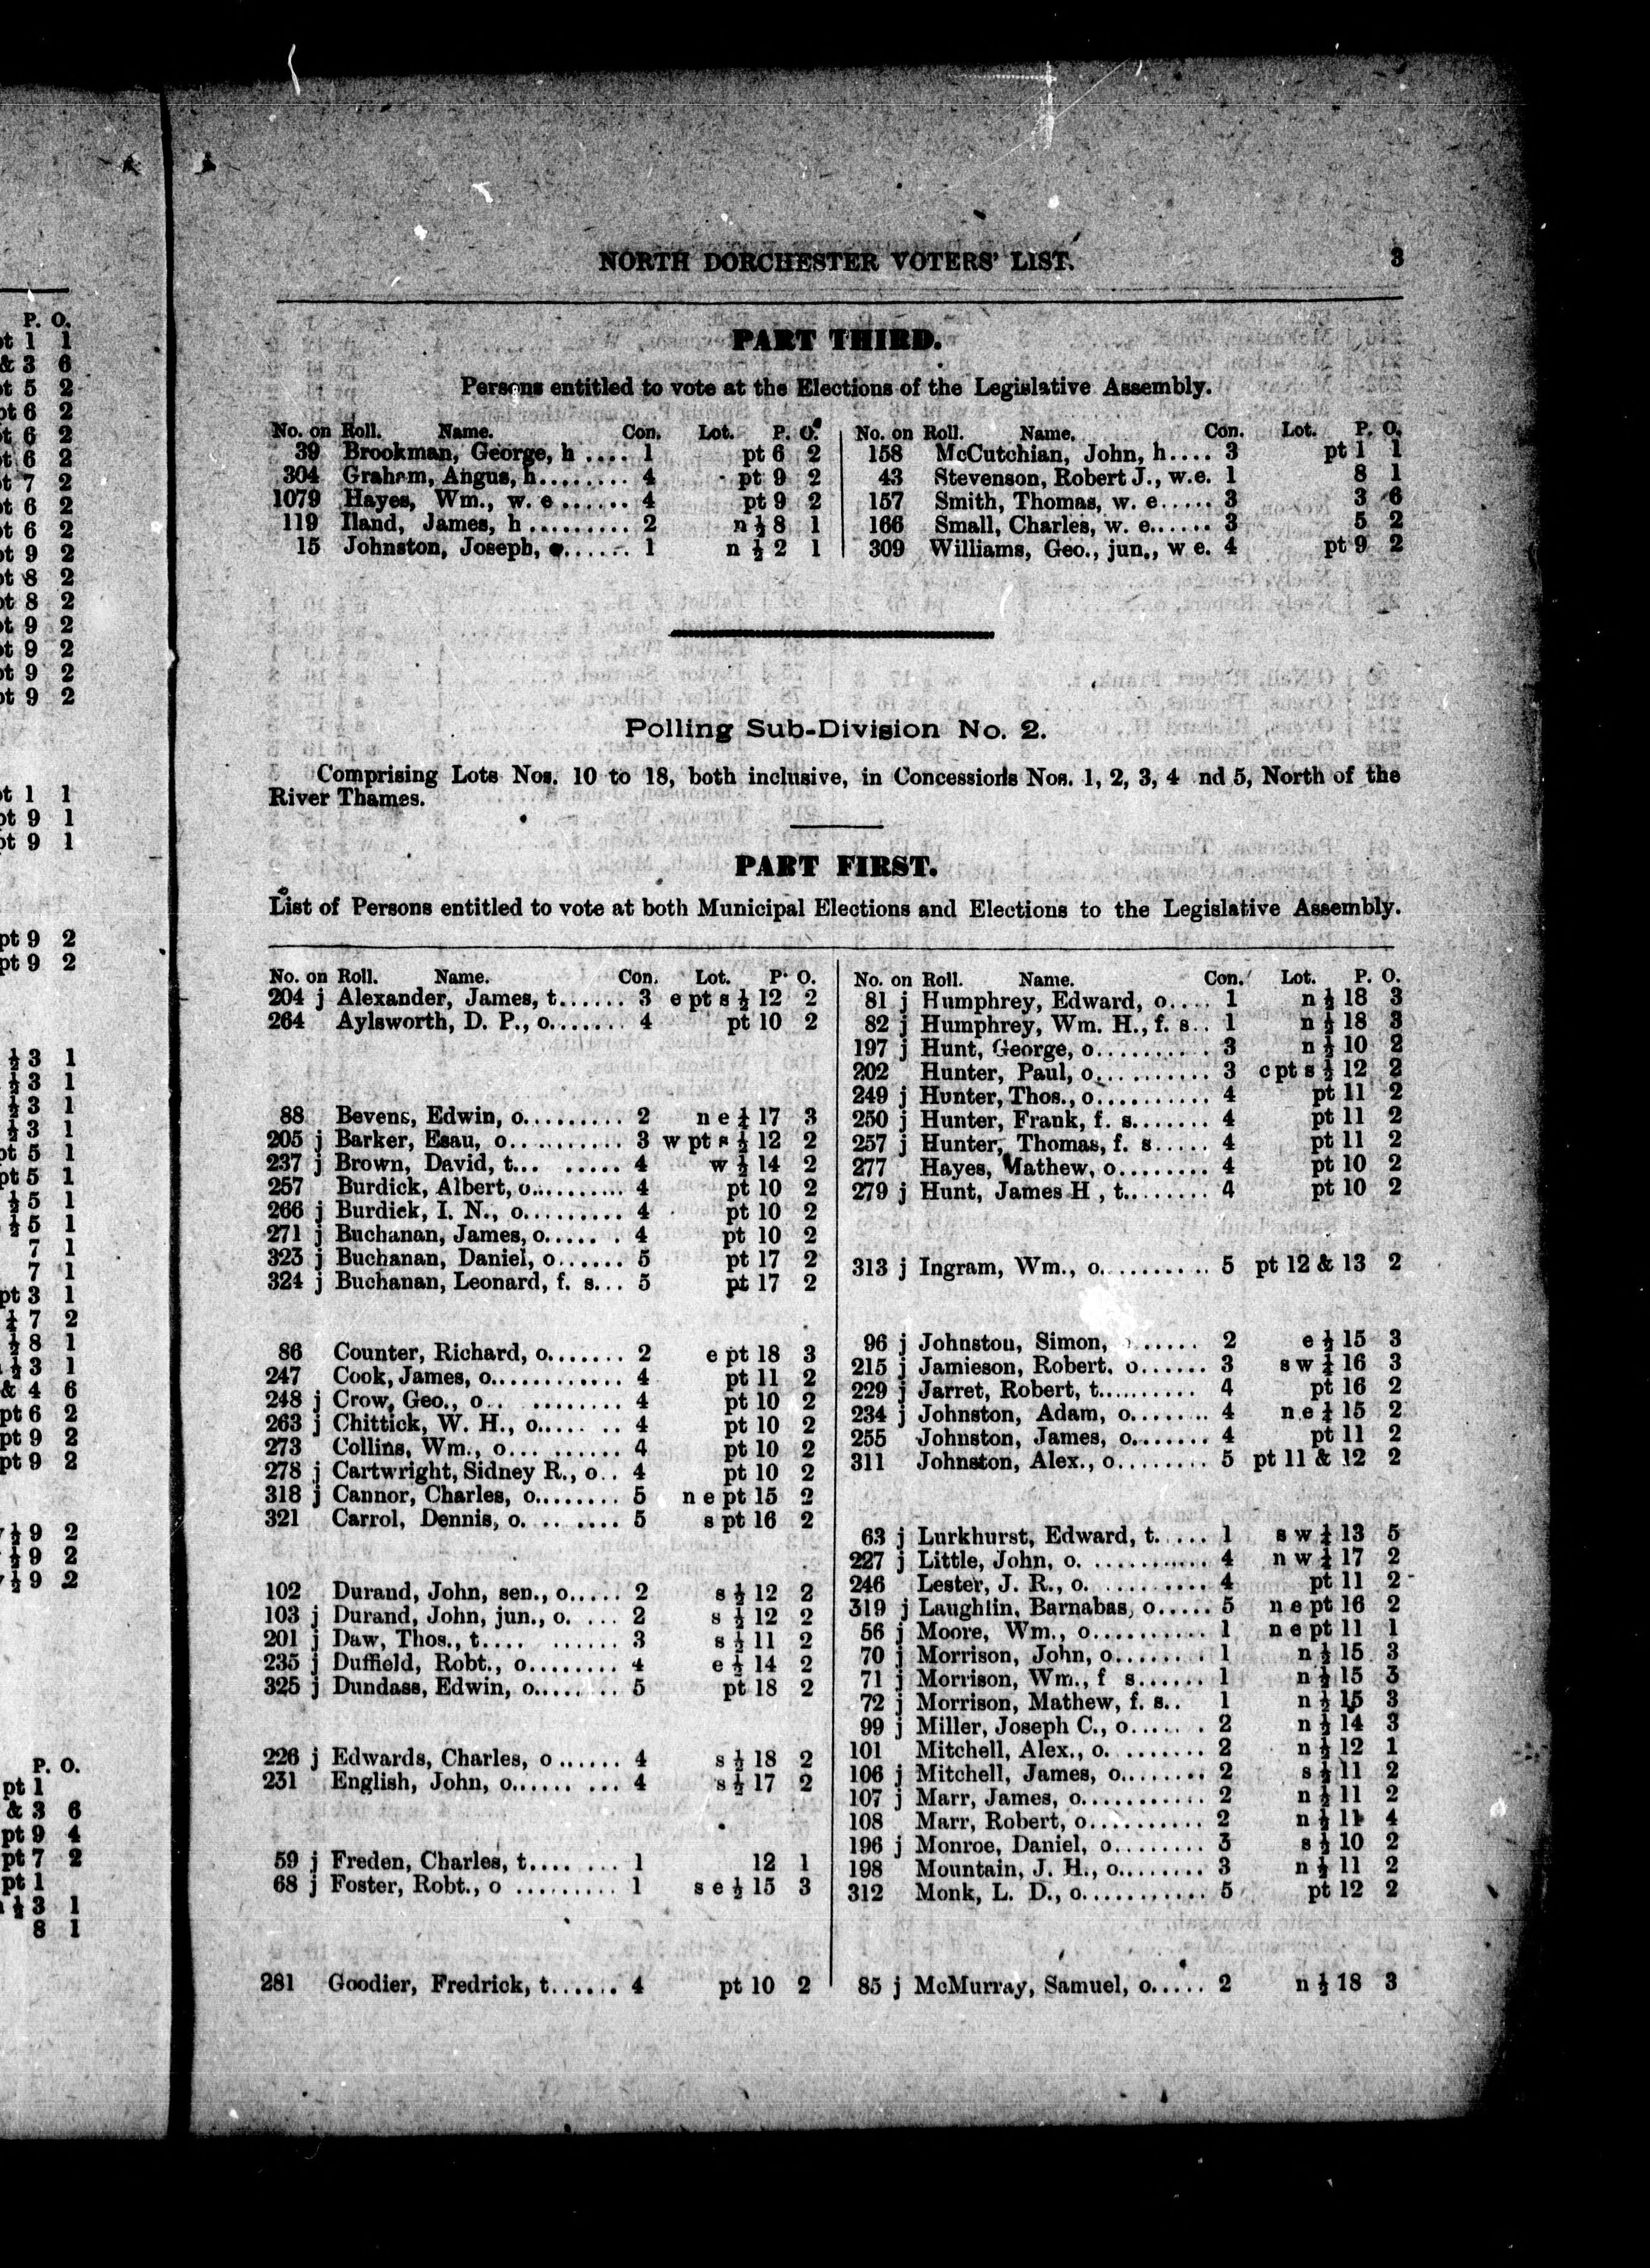 NORTH DORCHESTER VOTERS' LIST. 3
PART THIRD.
Persons entitled to vote at the Elections of the Legislative Assembly.
No. on Roll. Name. Con. Lot. P. O.
39 Brookman, George, h .... 1 pt 6 2
304 Graham, Angus, h........ 4 pt 9 2
1079 Hayes, Wm., w. e ...... 4 pt 9 2
119 Iland, James, h ......... 2 n ½ 8 1
15 Johnston, Joseph, ...... 1 n ½ 2 1
No. on Roll. Name. Con. Lot. P. O.
158 McCutchian, John, h.... 3 pt 1 1
43 Stevenson, Robert J., w.e. 1 8 1
157 Smith, Thomas, w. e..... 3 3 6
166 Small, Charles, w. e...... 3 5 2
309 Williams, Geo., jun., w e. 4 pt 9 2
Polling Sub-Division No. 2.
Comprising Lots Nos. 10 to 18, both inclusive, in Concessions Nos. 1, 2, 3, 4 nd 5, North of the
River Thames.
PART FIRST.
List of Persons entitled to vote at both Municipal Elections and Elections to the Legislative Assembly.
No. on Roll. Name. Con. Lot. P. O.
204 j Alexander, James, t...... 3 e pt s ½ 12 2
264 Aylsworth, D. P., o....... 4 pt 10 2
88 Bevens, Edwin, o.......... 2 n e ¼ 17 3
205 j Barker, Esau, o........... 3 w pt s ½ 12 2
237 j Brown, David, t... ...... 4 w ½ 14 2
257 Burdick, Albert, o.......... 4 pt 10 2
266 j Burdick, I. N., o......... 4 pt 10 2
271 j Buchanan, James, o...... . 4 pt 10 2
323 j Buchanan, Daniel, o...... 5 pt 17 2
324 j Buchanan, Leonard, f. s... 5 pt 17 2
86 Counter, Richard, o....... 2 e pt 18 3
247 Cook, James, o............ 4 pt 11 2
248 j Crow, Geo., o.. ......... 4 pt 10 2
263 j Chittick, W. H., o..... .. 4 pt 10 2
273 Collins, Wm., o... ...... 4 pt 10 2
278 j Cartwright, Sidney R., o.. 4 pt 10 2
318 j Cannor, Charles, o........ 5 n e pt 15 2
321 Carrol, Dennis, o. .. ..... 5 s pt 16 2
102 Durand, John, sen., o..... 2 s ½ 12 2
103 j Durand, John, jun., o. ... 2 s ½ 12 2
201 j Daw, Thos., t.... ...... 3 s ½ 11 2
235 j Duffield, Robt., o........ 4 e ½ 14 2
325 j Dundass, Edwin, o........ 5 pt 18 2
226 j Edwards, Charles, o ...... 4 s ½ 18 2
231 English, John, o...... ... 4 s ½ 17 2
59 j Freden, Charles, t........ 1 12 1
68 j Foster, Robt., o ......... 1 s e ½ 15 3
281 Goodier, Fredrick, t...... 4 pt 10 2
No. on Roll. Name. Con. Lot. P. O.
81 j Humphrey, Edward, o.... 1 n ½ 18 3
82 j Humphrey, Wm. H., f. s.. 1 n ½ 18 3
197 j Hunt, George, o.......... 3 n ½ 10 2
202 Hunter, Paul, o........... 3 c pt s ½ 12 2
249 j Hunter, Thos., o.......... 4 pt 11 2
250 j Hunter, Frank, f. s....... 4 pt 11 2
257 j Hunter, Thomas, f. s..... 4 pt 11 2
277 Hayes, Mathew, o........ 4 pt 10 2
279 j Hunt, James H , t........ 4 pt 10 2
313 j Ingram, Wm., o.......... 5 pt 12 & 13 2
96 j Johnston, Simon, ...... 2 e ½ 15 3
215 j Jamieson, Robert. o...... 3 s w ¼ 16 3
229 j Jarret, Robert, t.......... 4 pt 16 2
234 j Johnston, Adam, o....... 4 n e ¼ 15 2
255 Johnston, James, o....... 4 pt 11 2
311 Johnston, Alex., o........ 5 pt 11 & 12 2
63 j Lurkhurst, Edward, t..... 1 s w ¼ 13 5
227 j Little, John, o. .......... 4 n w ¼ 17 2
246 Lester, J. R., o. ......... 4 pt 11 2
319 j Laughlin, Barnabas, o..... 5 n e pt 16 2
56 j Moore, Wm., o.......... 1 n e pt 11 1
70 j Morrison, John, o........ 1 n ½ 15 3
71 j Morrison, Wm., f s...... 1 n ½ 15 3
72 j Morrison, Mathew, f. s.. 1 n ½ 15 3
99 j Miller, Joseph C., o..... . 2 n ½ 14 3
101 Mitchell, Alex., o. ....... 2 n ½ 12 1
106 j Mitchell, James, o........ 2 s ½ 11 2
107 j Marr, James, o........... 2 n ½ 11 2
108 Marr, Robert, o.......... 2 n ½ 11 4
196 j Monroe, Daniel, o........ 3 s ½ 10 2
198 Mountain, J. H., o........ 3 n ½ 11 2
312 Monk, L. D., o........... 5 pt 12 2
85 j McMurray, Samuel, o..... 2 n ½ 18 3